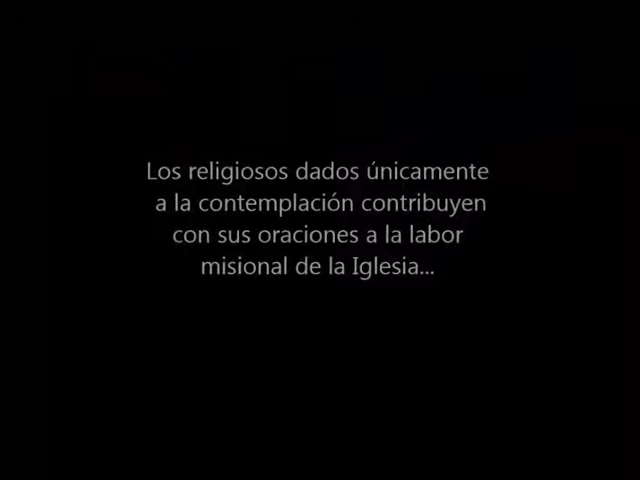 Los religiosos dados únicamente
a la contemplación contribuyen
con sus oraciones a la labor
misional de la Iglesia...